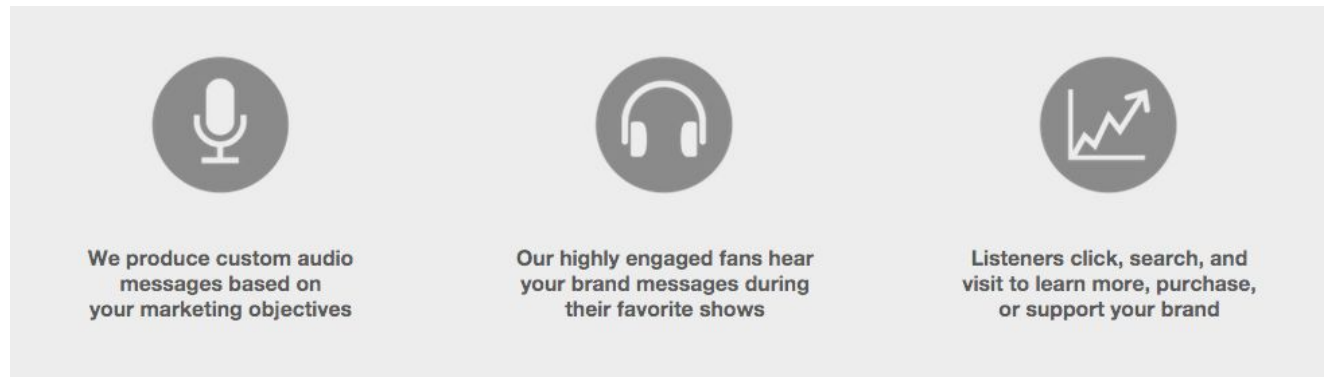 We produce custom audio
messages based on
your marketing objectives
Our highly engaged fans hear
your brand messages during
their favorite shows
Listeners click, search, and
visit to learn more, purchase,
or support your brand